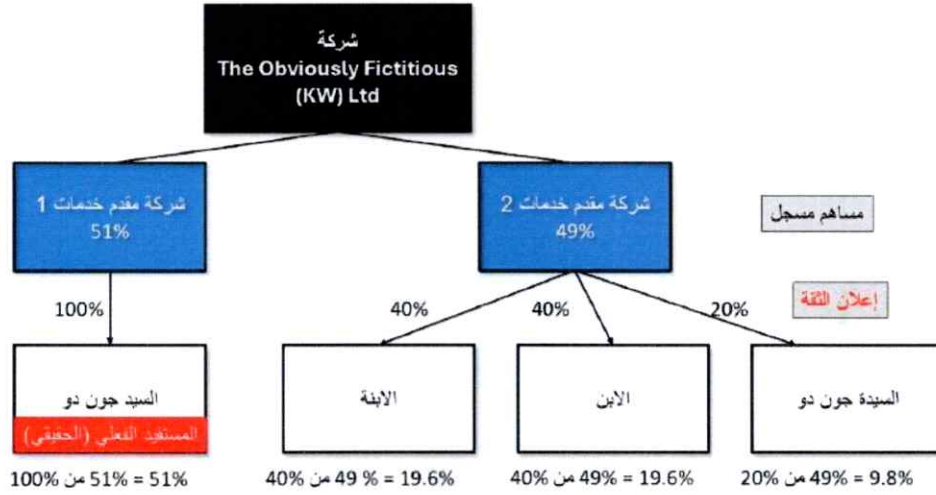 شركة
The Obviously Fictitious
(KW) Ltd
شركة مقدم خدمات 1
51%
شركة مقدم خدمات 2
49%
مساهم مسجل
إعلان الثقة
100%
40%
40%
20%
السيد جون دو
المستفيد الفعلي (الحقيقي)
الابنة
الابن
السيدة جون دو
100% من 51% = 51%
40% من 49 % = 19.6%
40% من 49% = 19.6%
20% من 49% = 9.8%